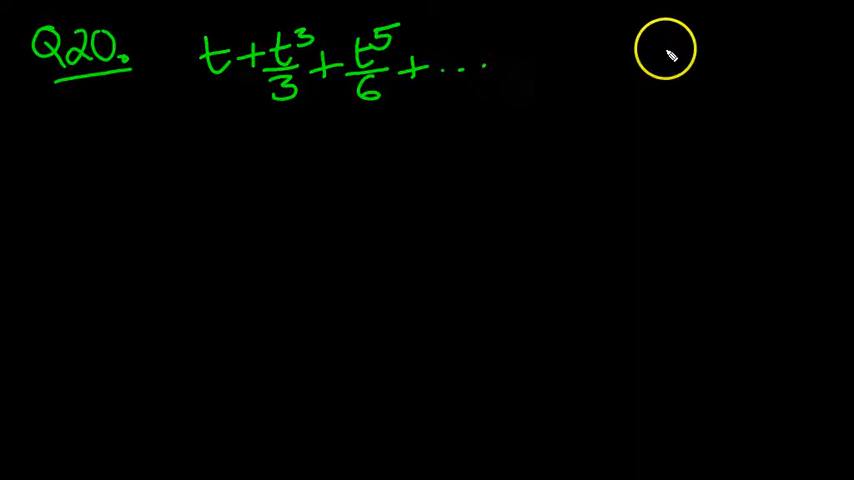 Q20. t + t³/3 + t⁵/6 + ...